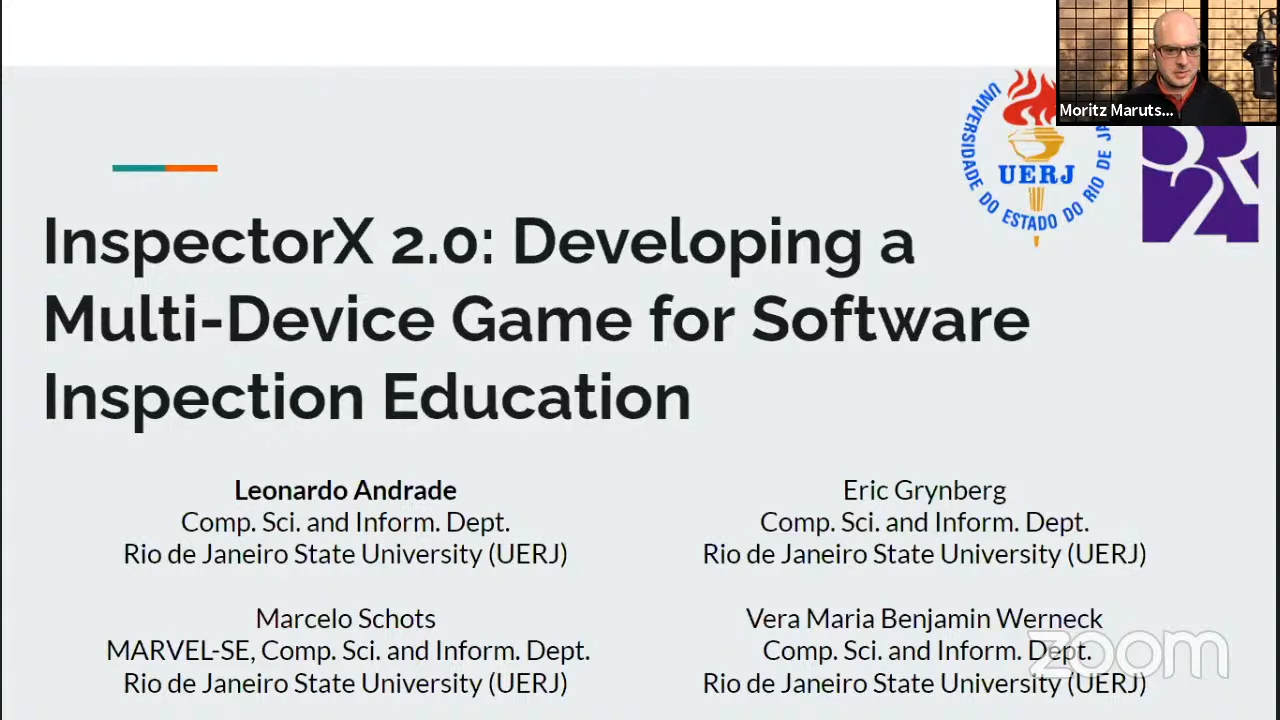 Moritz Maruts...
UNIVERSIDADE DO ESTADO DO RIO DE JA
UERJ
InspectorX 2.0: Developing a
Multi-Device Game for Software
Inspection Education
Leonardo Andrade
Comp. Sci. and Inform. Dept.
Rio de Janeiro State University (UERJ)
Eric Grynberg
Comp. Sci. and Inform. Dept.
Rio de Janeiro State University (UERJ)
Marcelo Schots
MARVEL-SE, Comp. Sci. and Inform. Dept.
Rio de Janeiro State University (UERJ)
Vera Maria Benjamin Werneck
Comp. Sci. and Inform. Dept.
Rio de Janeiro State University (UERJ)
zoom